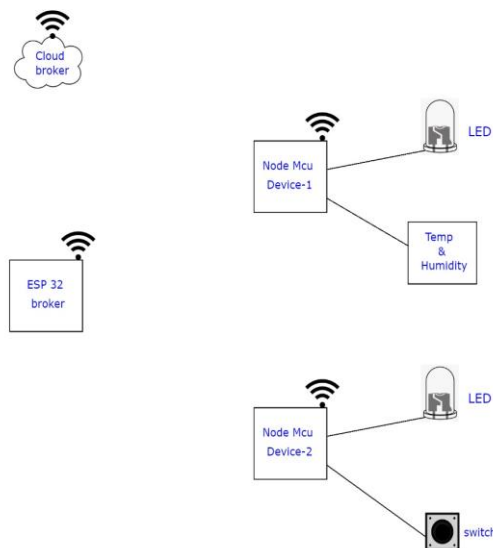 Cloud
broker
LED
Node Mcu
Device-1
Temp
&
Humidity
ESP 32
broker
LED
Node Mcu
Device-2
switch